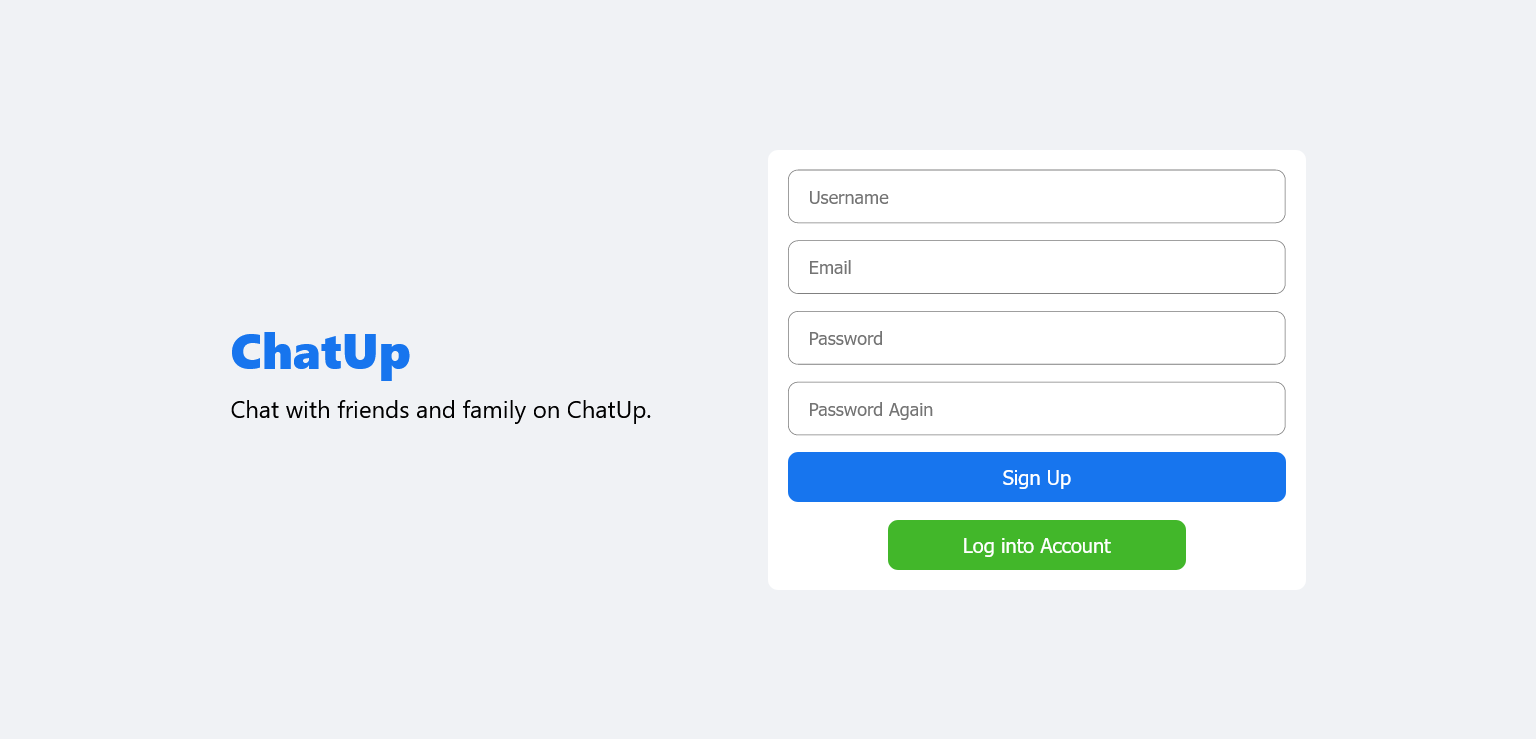 ChatUp
Chat with friends and family on ChatUp.
Username
Email
Password
Password Again
Sign Up
Log into Account